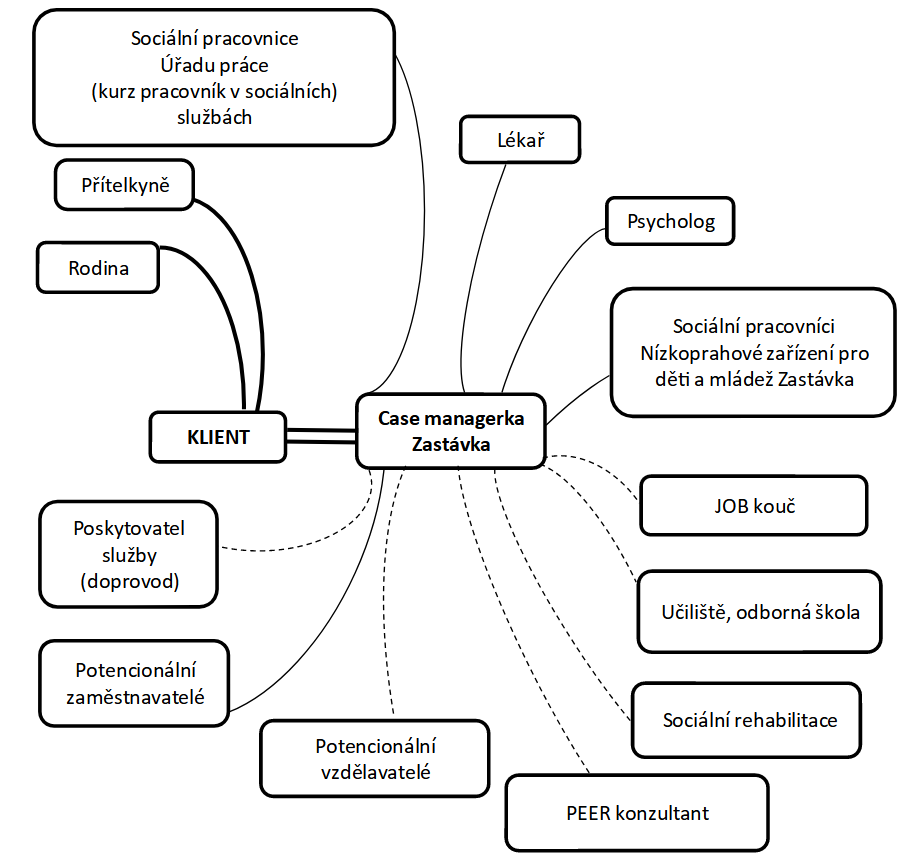 Sociální pracovnice
Úřadu práce
(kurz pracovník v sociálních)
službách
Lékař
Přítelkyně
Psycholog
Rodina
Sociální pracovníci
Nízkoprahové zařízení pro
děti a mládež Zastávka
Case managerka
Zastávka
KLIENT
JOB kouč
Poskytovatel
služby
(doprovod)
Učiliště, odborná škola
Potencionální
zaměstnavatelé
Sociální rehabilitace
Potencionální
vzdělavatelé
PEER konzultant